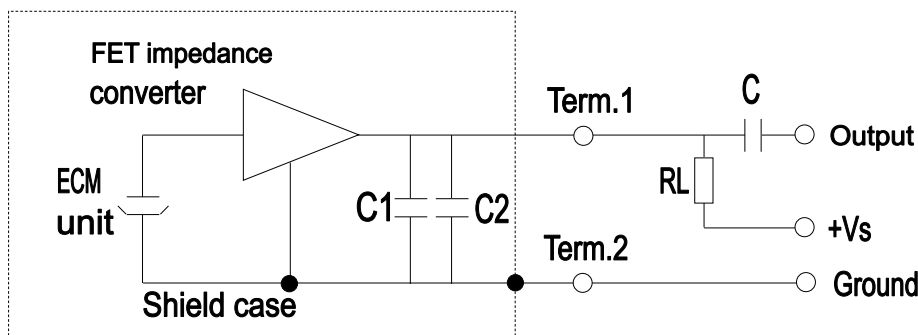 FET impedance
converter
Term.1
C
Output
ECM
unit
C1
C2
RL
+Vs
Term.2
Ground
Shield case